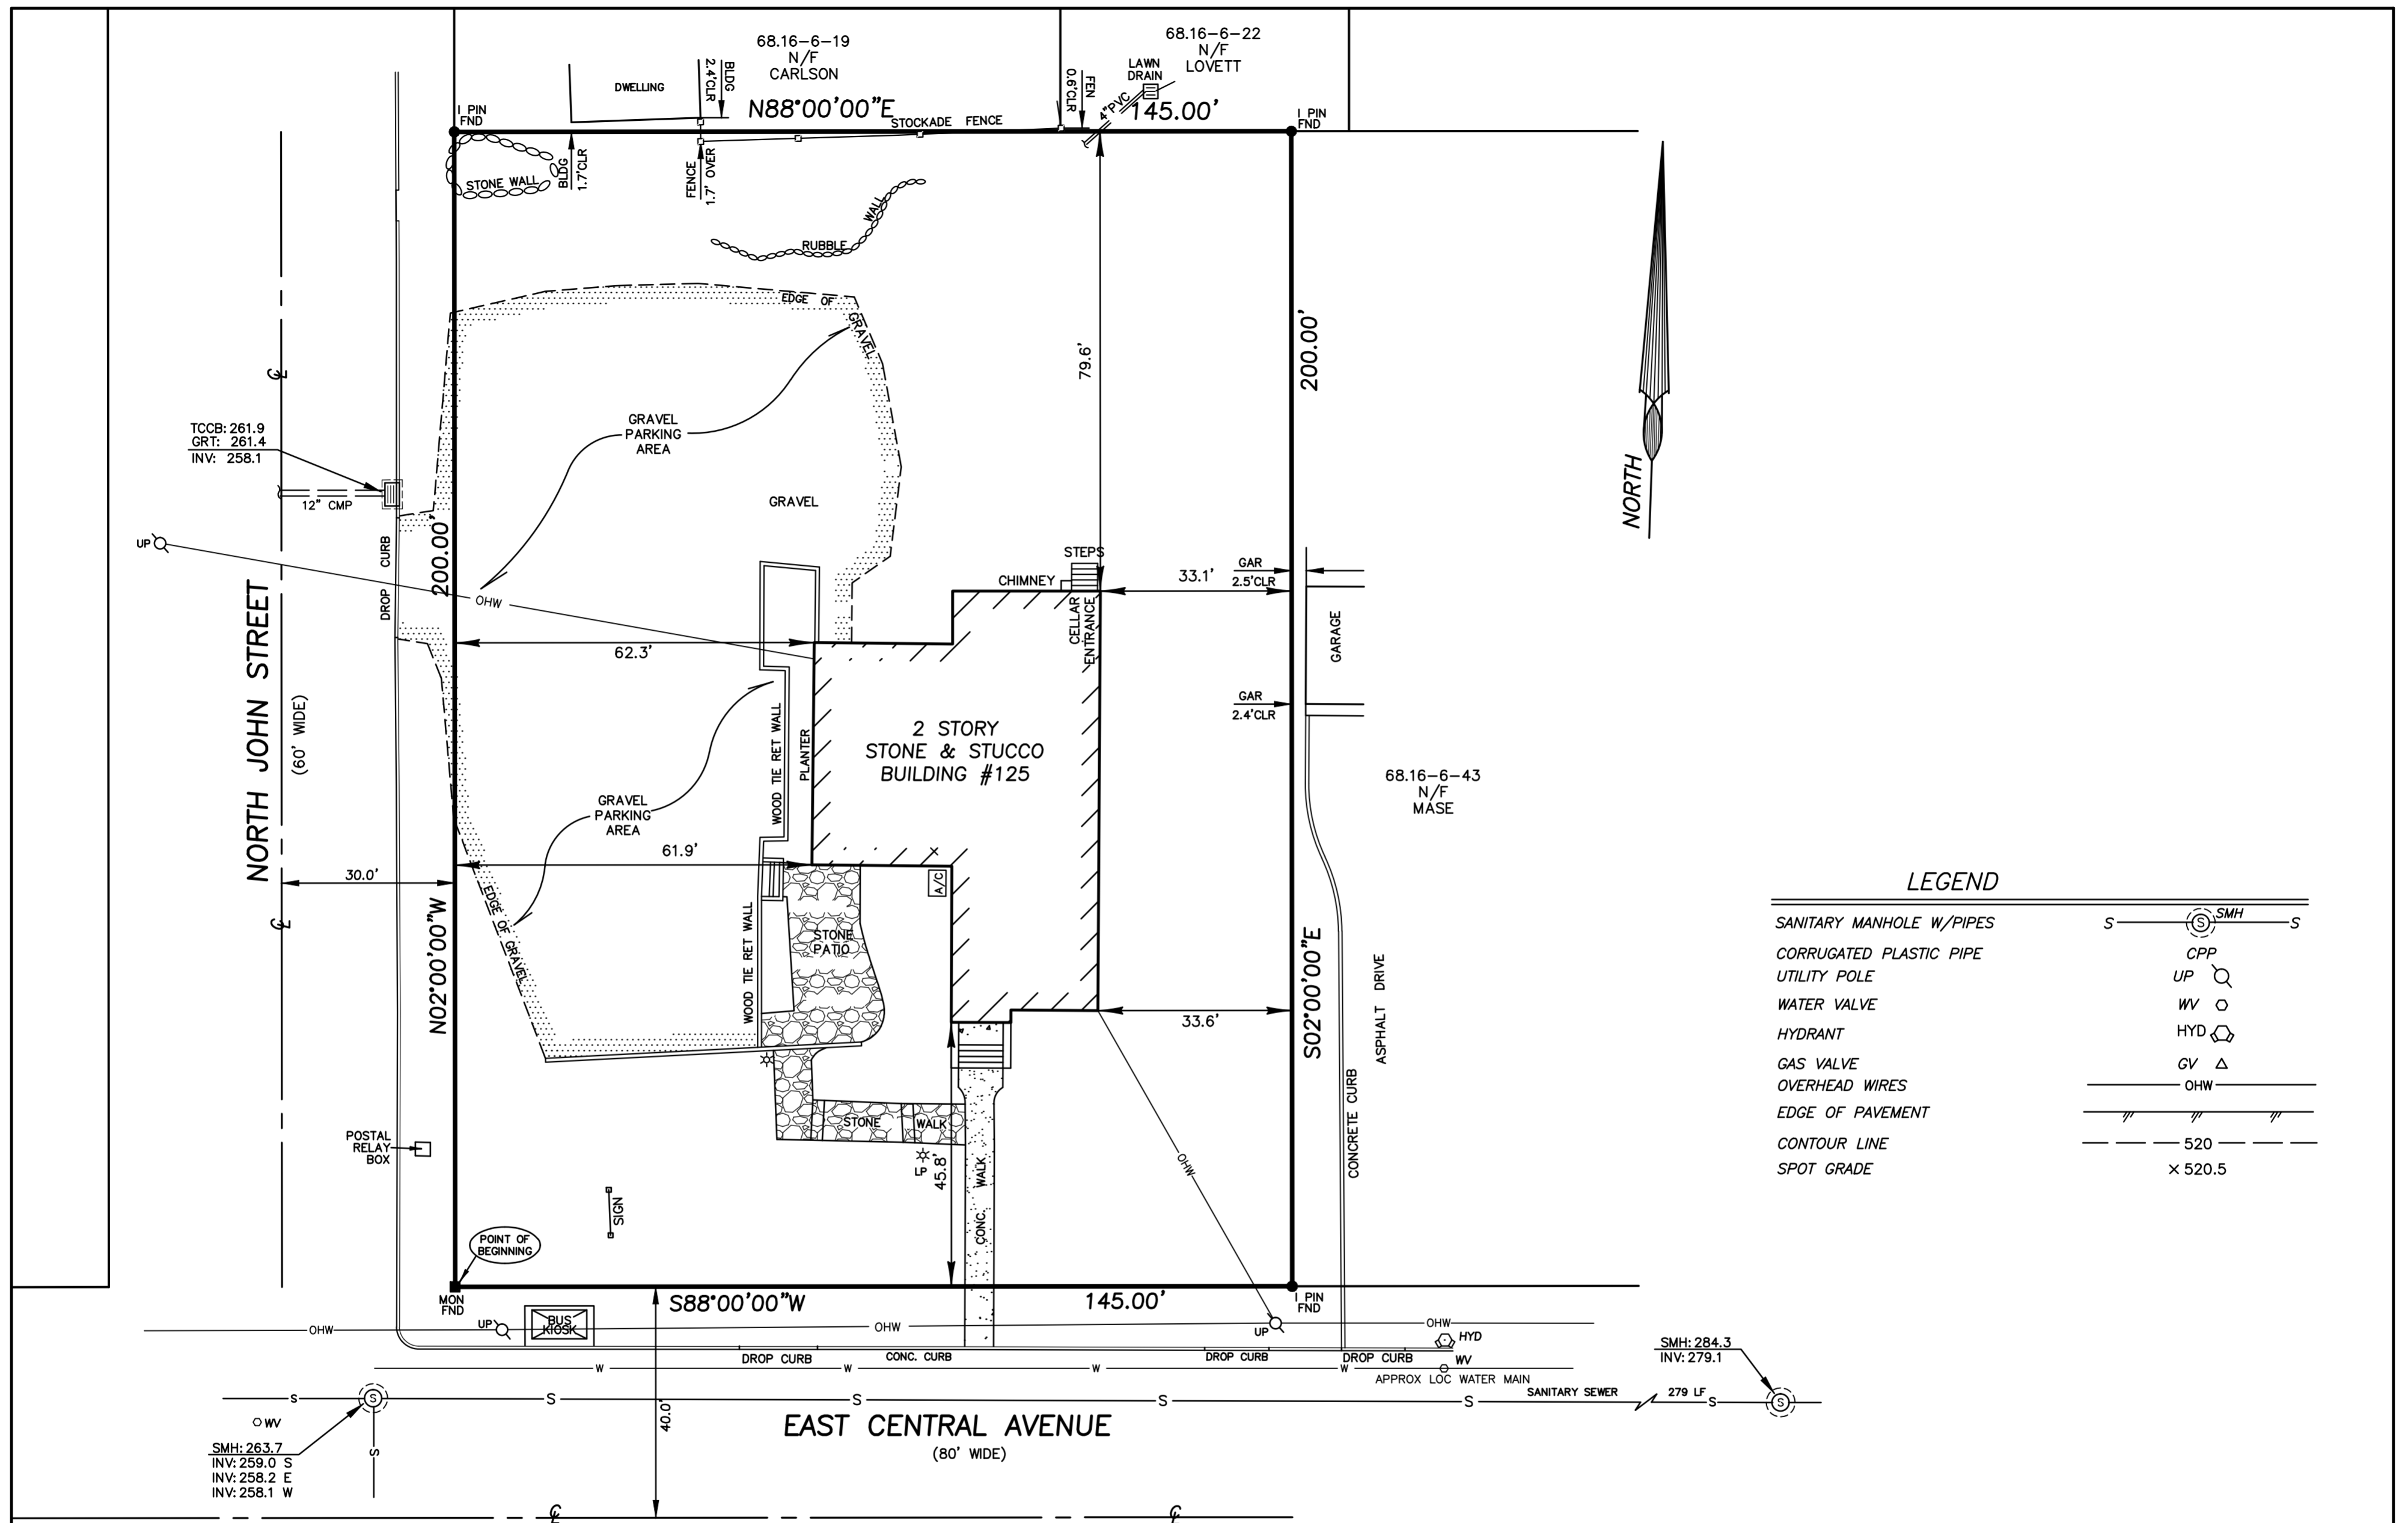 68.16-6-19
N/F
CARLSON
68.16-6-22
N/F
LOVETT
LAWN
DRAIN
DWELLING
BLDG
2.4'CLR
FEN
0.6'CLR
4"PVC
I PIN
FND
N88°00'00"E
145.00'
STOCKADE FENCE
I PIN
FND
STONE WALL
BLDG
1.7'CLR
FENCE
1.7' OVER
WALL
RUBBLE
EDGE OF
GRAVEL
79.6'
200.00'
NORTH
GRAVEL
PARKING
AREA
TCCB: 261.9
GRT: 261.4
INV: 258.1
12" CMP
GRAVEL
UP
DROP CURB
200.00'
OHW
STEPS
CHIMNEY
33.1'
GAR
2.5'CLR
CELLAR
ENTRANCE
GARAGE
62.3'
NORTH JOHN STREET
(60' WIDE)
GAR
2.4'CLR
WOOD TIE RET WALL
PLANTER
2 STORY
STONE & STUCCO
BUILDING #125
68.16-6-43
N/F
MASE
GRAVEL
PARKING
AREA
61.9'
30.0'
A/C
EDGE OF GRAVEL
N02°00'00"W
WOOD TIE RET WALL
STONE
PATIO
S02°00'00"E
ASPHALT DRIVE
33.6'
CONCRETE CURB
LEGEND
SANITARY MANHOLE W/PIPES
S
S
SMH
S
CORRUGATED PLASTIC PIPE
CPP
UTILITY POLE
UP
WATER VALVE
WV
HYDRANT
HYD
GAS VALVE
GV
OVERHEAD WIRES
OHW
EDGE OF PAVEMENT
CONTOUR LINE
520
SPOT GRADE
× 520.5
STONE
WALK
POSTAL
RELAY
BOX
LP
45.8'
WALK
CONC.
OHW
SIGN
POINT OF
BEGINNING
MON
FND
S88°00'00"W
145.00'
I PIN
FND
OHW
UP
BUS
KIOSK
OHW
UP
OHW
HYD
DROP CURB
CONC. CURB
DROP CURB
DROP CURB
WV
W
W
W
W
APPROX LOC WATER MAIN
SMH: 284.3
INV: 279.1
S
S
S
S
S
S
SANITARY SEWER
279 LF
S
S
WV
SMH: 263.7
INV: 259.0 S
INV: 258.2 E
INV: 258.1 W
S
40.0'
EAST CENTRAL AVENUE
(80' WIDE)